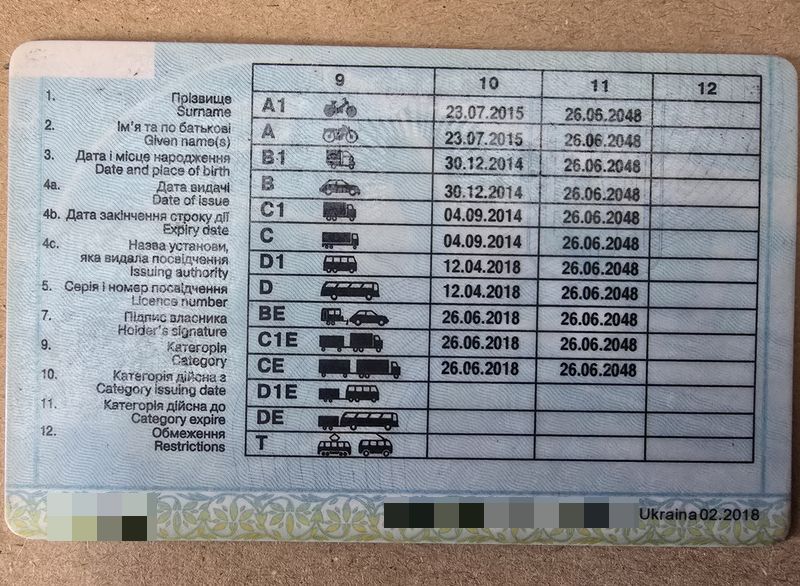 9 10 11 12
1. Прізвище
Surname
2. Ім'я та по батькові
Given name(s)
3. Дата і місце народження
Date and place of birth
4a. Дата видачі
Date of issue
4b. Дата закінчення строку дії
Expiry date
4c. Назва установи,
яка видала посвідчення
Issuing authority
5. Серія і номер посвідчення
Licence number
7. Підпис власника
Holder's signature
9. Категорія
Category
10. Категорія дійсна з
Category issuing date
11. Категорія дійсна до
Category expire
12. Обмеження
Restrictions
A1 23.07.2015 26.06.2048
A 23.07.2015 26.06.2048
B1 30.12.2014 26.06.2048
B 30.12.2014 26.06.2048
C1 04.09.2014 26.06.2048
C 04.09.2014 26.06.2048
D1 12.04.2018 26.06.2048
D 12.04.2018 26.06.2048
BE 26.06.2018 26.06.2048
C1E 26.06.2018 26.06.2048
CE 26.06.2018 26.06.2048
D1E
DE
T
Ukraina 02.2018